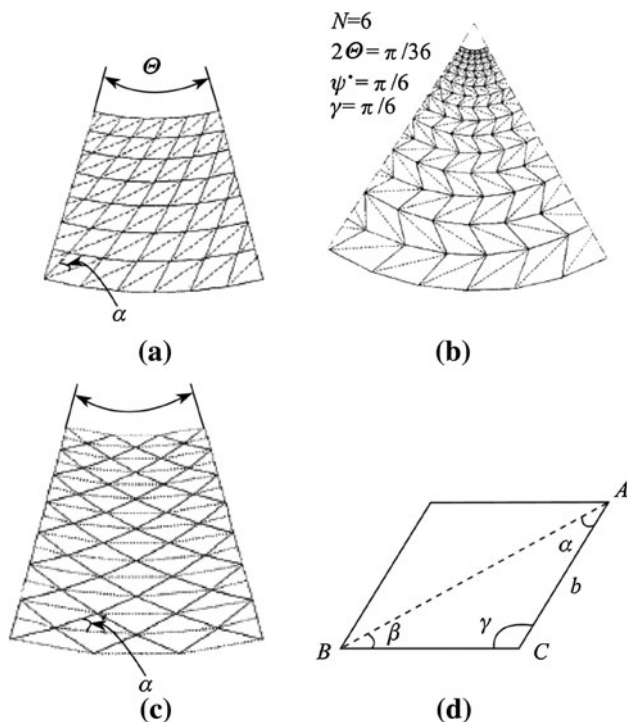 Θ
α
(a)
N=6
2Θ = π/36
ψ* = π/6
γ= π/6
(b)
α
(c)
A
α
b
B
β
γ
C
(d)